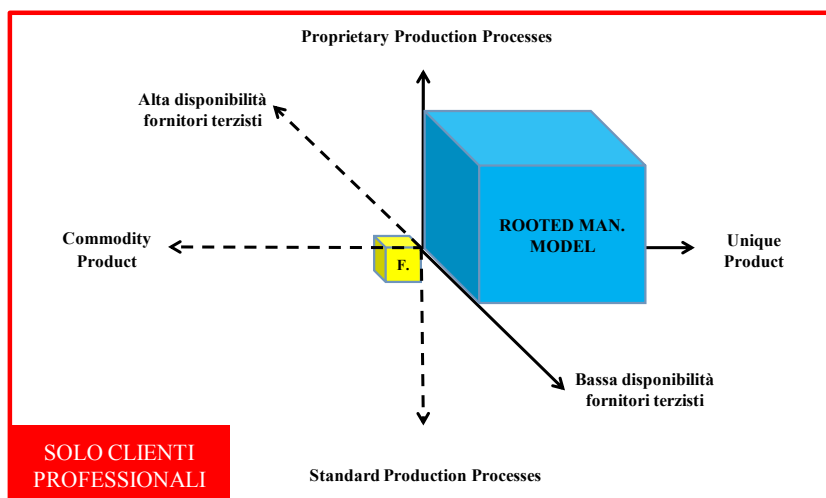 Proprietary Production Processes
Alta disponibilità
fornitori terzisti
Commodity
Product
F.
ROOTED MAN.
MODEL
Unique
Product
Bassa disponibilità
fornitori terzisti
SOLO CLIENTI
PROFESSIONALI
Standard Production Processes